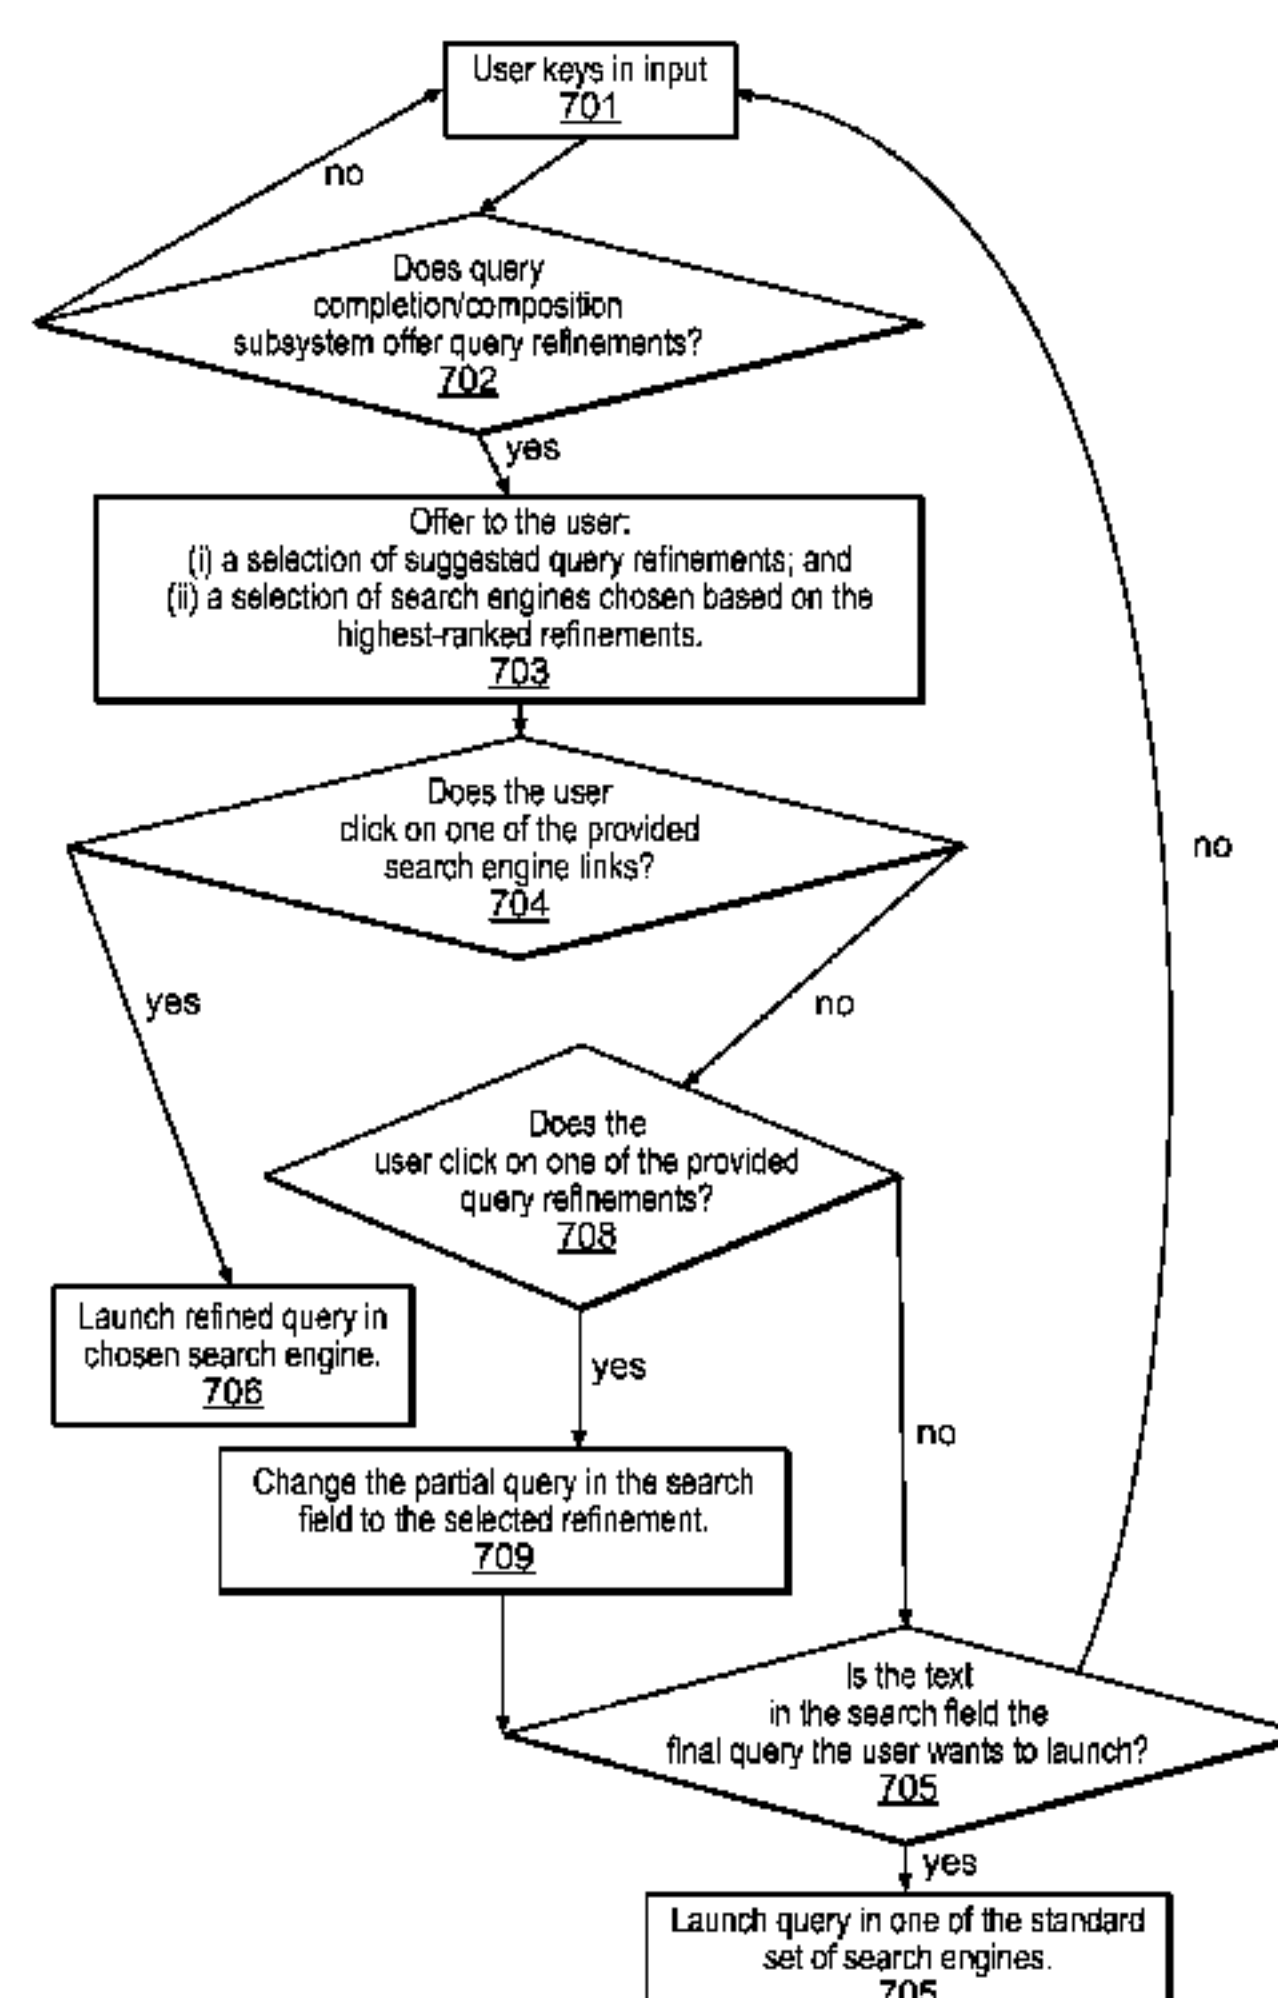 User keys in input
701
no
Does query
completion/composition
subsystem offer query refinements?
702
yes
Offer to the user:
(i) a selection of suggested query refinements; and
(ii) a selection of search engines chosen based on the
highest-ranked refinements.
703
Does the user
click on one of the provided
search engine links?
704
no
yes
no
Does the
user click on one of the provided
query refinements?
708
Launch refined query in
chosen search engine.
706
yes
no
Change the partial query in the search
field to the selected refinement.
709
Is the text
in the search field the
final query the user wants to launch?
705
yes
Launch query in one of the standard
set of search engines.